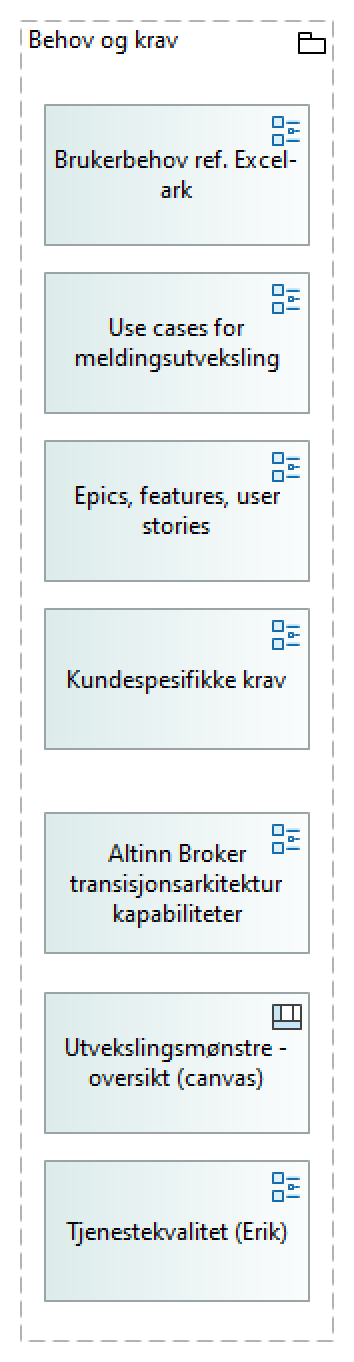 Behov og krav
Brukerbehov ref. Excel-
ark
Use cases for
meldingsutveksling
Epics, features, user
stories
Kundespesifikke krav
Altinn Broker
transisjonsarkitektur
kapabiliteter
Utvekslingsmønstre -
oversikt (canvas)
Tjenestekvalitet (Erik)